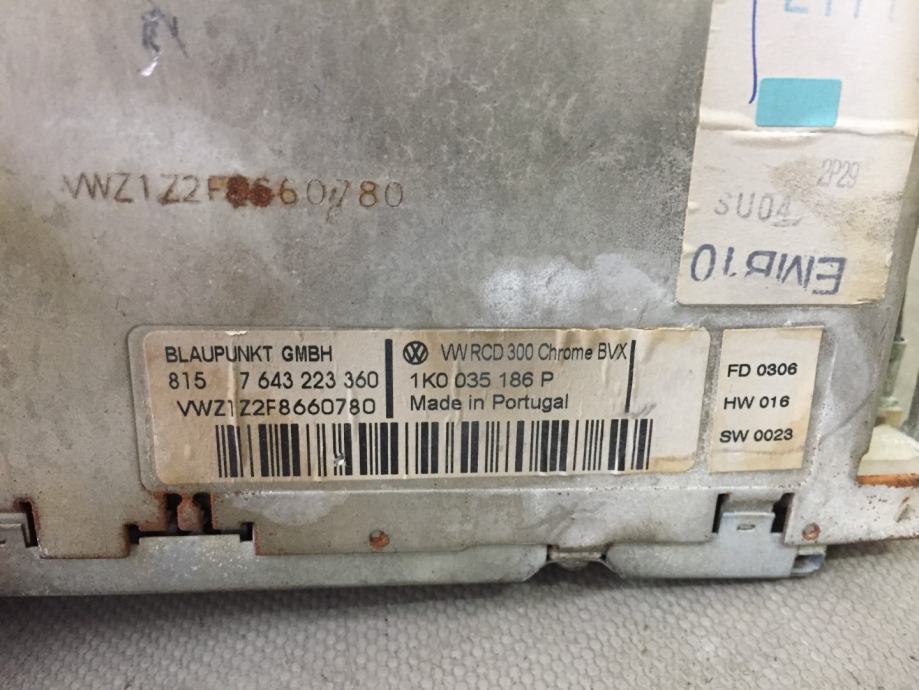 VWZ1Z2F8660780
2P29
SU04
EMB10
BLAUPUNKT GMBH
815 7 643 223 360
VWZ1Z2F8660780
VW RCD 300 Chrome BVX
1K0 035 186 P
Made in Portugal
FD 0306
HW 016
SW 0023